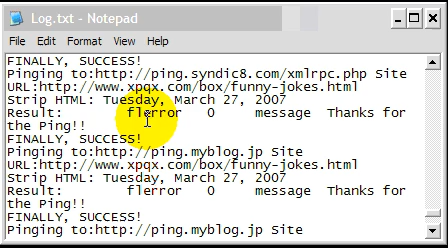 Log.txt - Notepad
File Edit Format View Help
FINALLY, SUCCESS!
Pinging to:http://ping.syndic8.com/xmlrpc.php Site
URL:http://www.xpqx.com/box/funny-jokes.html
Strip HTML: Tuesday, March 27, 2007
Result: flerror 0 message Thanks for
the Ping!!
FINALLY, SUCCESS!
Pinging to:http://ping.myblog.jp Site
URL:http://www.xpqx.com/box/funny-jokes.html
Strip HTML: Tuesday, March 27, 2007
Result: flerror 0 message Thanks for
the Ping!!
FINALLY, SUCCESS!
Pinging to:http://ping.myblog.jp Site